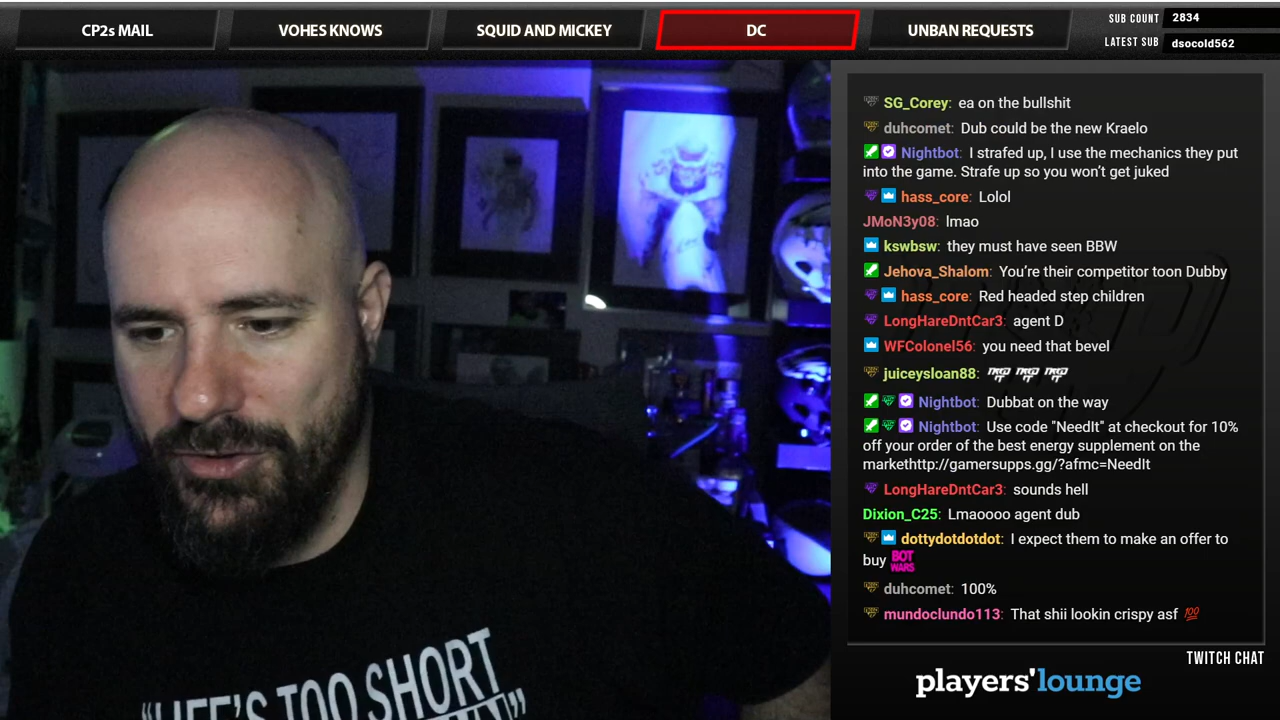 CP2s MAIL
VOHES KNOWS
SQUID AND MICKEY
DC
UNBAN REQUESTS
SUB COUNT 2834
LATEST SUB dsocold562
SG_Corey: ea on the bullshit
duhcomet: Dub could be the new Kraelo
Nightbot: I strafed up, I use the mechanics they put
into the game. Strafe up so you won't get juked
hass_core: Lolol
JMoN3y08: lmao
kswbsw: they must have seen BBW
Jehova_Shalom: You're their competitor toon Dubby
hass_core: Red headed step children
LongHareDntCar3: agent D
WFColonel56: you need that bevel
juiceysloan88:
Nightbot: Dubbat on the way
Nightbot: Use code "NeedIt" at checkout for 10%
off your order of the best energy supplement on the
markethttp://gamersupps.gg/?afmc=NeedIt
LongHareDntCar3: sounds hell
Dixion_C25: Lmaoooo agent dub
dottydotdotdot: I expect them to make an offer to
buy BOT WARS
duhcomet: 100%
mundoclundo113: That shii lookin crispy asf 💯
TWITCH CHAT
players'lounge
"LIFE'S TOO SHORT